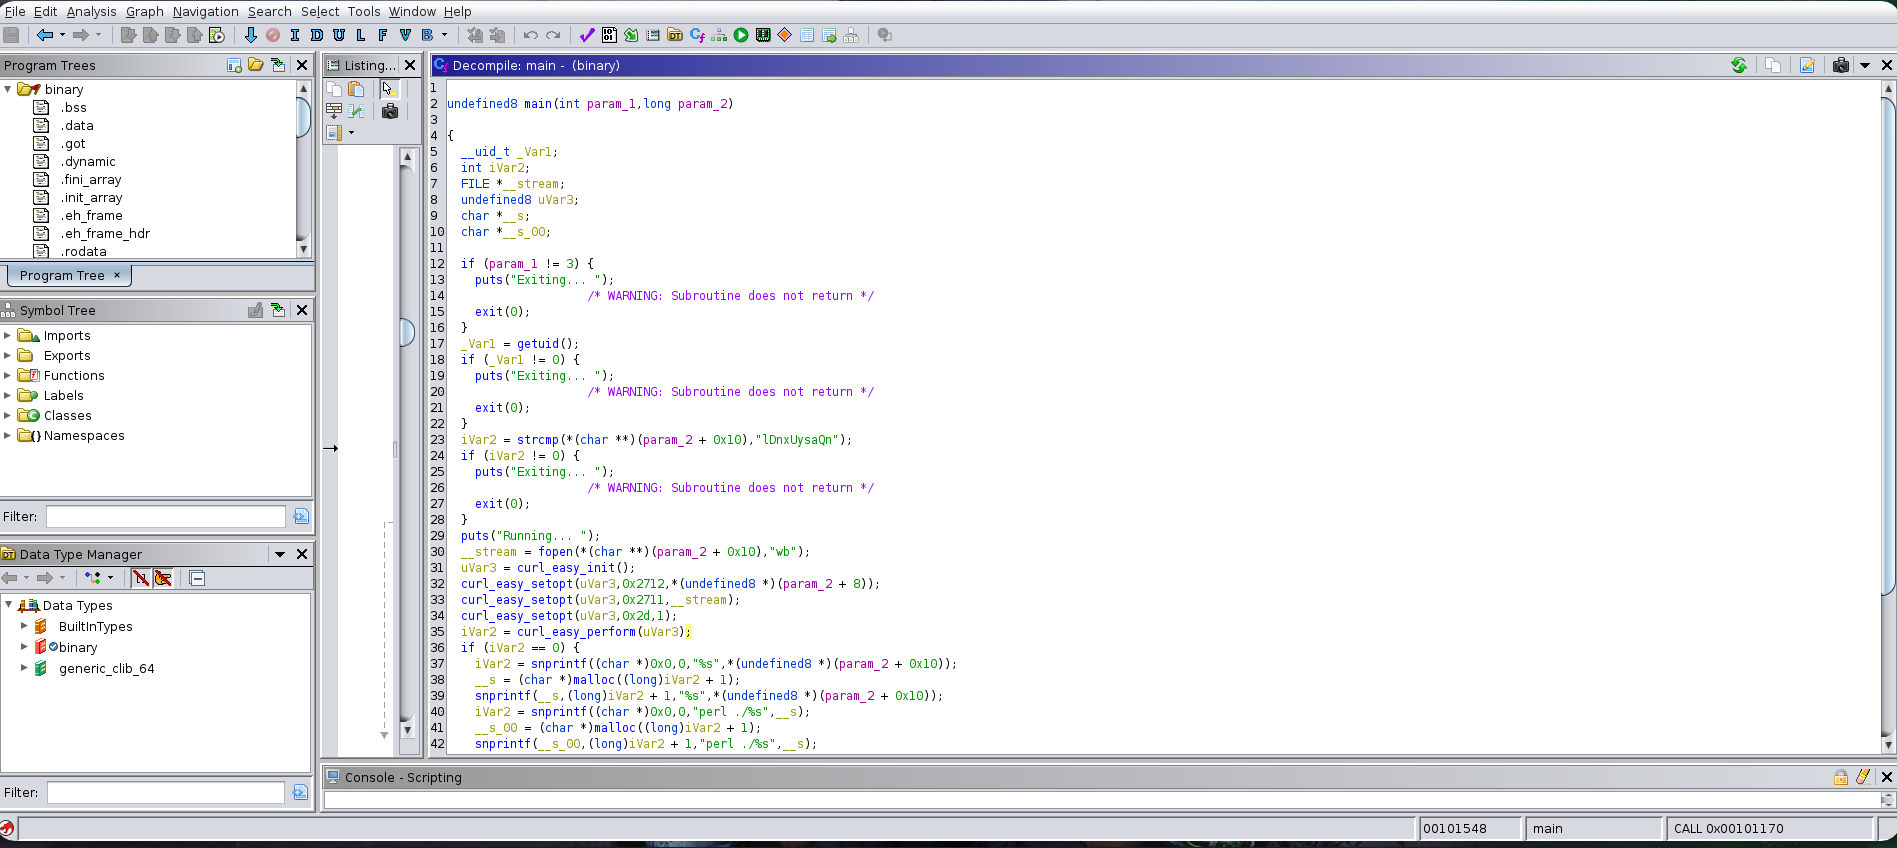 File Edit Analysis Graph Navigation Search Select Tools Window Help
I D U L F V B
Program Trees
binary
.bss
.data
.got
.dynamic
.fini_array
.init_array
.eh_frame
.eh_frame_hdr
.rodata
Program Tree ×
Symbol Tree
Imports
Exports
Functions
Labels
Classes
Namespaces
Filter:
Data Type Manager
Data Types
BuiltInTypes
binary
generic_clib_64
Filter:
Listing...
Decompile: main - (binary)
1
2 undefined8 main(int param_1,long param_2)
3
4 {
5 __uid_t _Var1;
6 int iVar2;
7 FILE *__stream;
8 undefined8 uVar3;
9 char *__s;
10 char *__s_00;
11
12 if (param_1 != 3) {
13 puts("Exiting... ");
14 /* WARNING: Subroutine does not return */
15 exit(0);
16 }
17 _Var1 = getuid();
18 if (_Var1 != 0) {
19 puts("Exiting... ");
20 /* WARNING: Subroutine does not return */
21 exit(0);
22 }
23 iVar2 = strcmp(*(char **)(param_2 + 0x10),"lDnxUysaQn");
24 if (iVar2 != 0) {
25 puts("Exiting... ");
26 /* WARNING: Subroutine does not return */
27 exit(0);
28 }
29 puts("Running... ");
30 __stream = fopen(*(char **)(param_2 + 0x10),"wb");
31 uVar3 = curl_easy_init();
32 curl_easy_setopt(uVar3,0x2712,*(undefined8 *)(param_2 + 8));
33 curl_easy_setopt(uVar3,0x2711,__stream);
34 curl_easy_setopt(uVar3,0x2d,1);
35 iVar2 = curl_easy_perform(uVar3);
36 if (iVar2 == 0) {
37 iVar2 = snprintf((char *)0x0,0,"%s",*(undefined8 *)(param_2 + 0x10));
38 __s = (char *)malloc((long)iVar2 + 1);
39 snprintf(__s,(long)iVar2 + 1,"%s",*(undefined8 *)(param_2 + 0x10));
40 iVar2 = snprintf((char *)0x0,0,"perl ./%s",__s);
41 __s_00 = (char *)malloc((long)iVar2 + 1);
42 snprintf(__s_00,(long)iVar2 + 1,"perl ./%s",__s);
Console - Scripting
00101548 main CALL 0x00101170